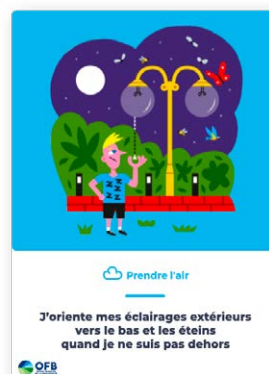 Prendre l'air
J'oriente mes éclairages extérieurs
vers le bas et les éteins
quand je ne suis pas dehors
OFB